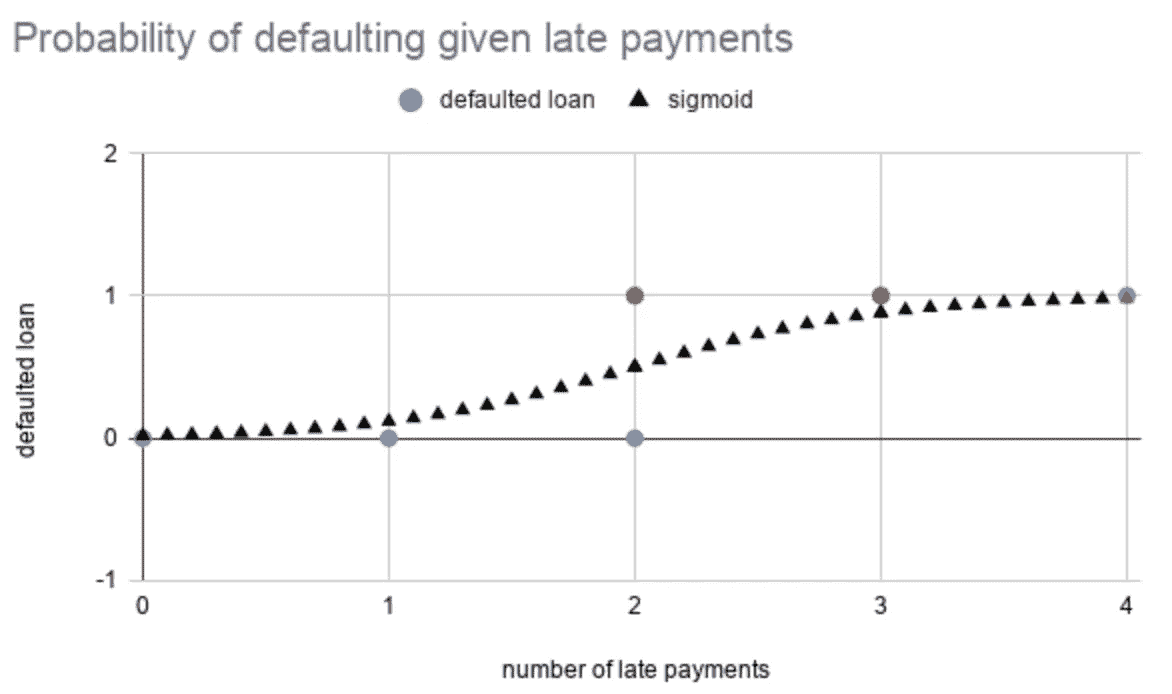 Probability of defaulting given late payments
defaulted loan sigmoid
2
1
0
-1
defaulted loan
0 1 2 3 4
number of late payments